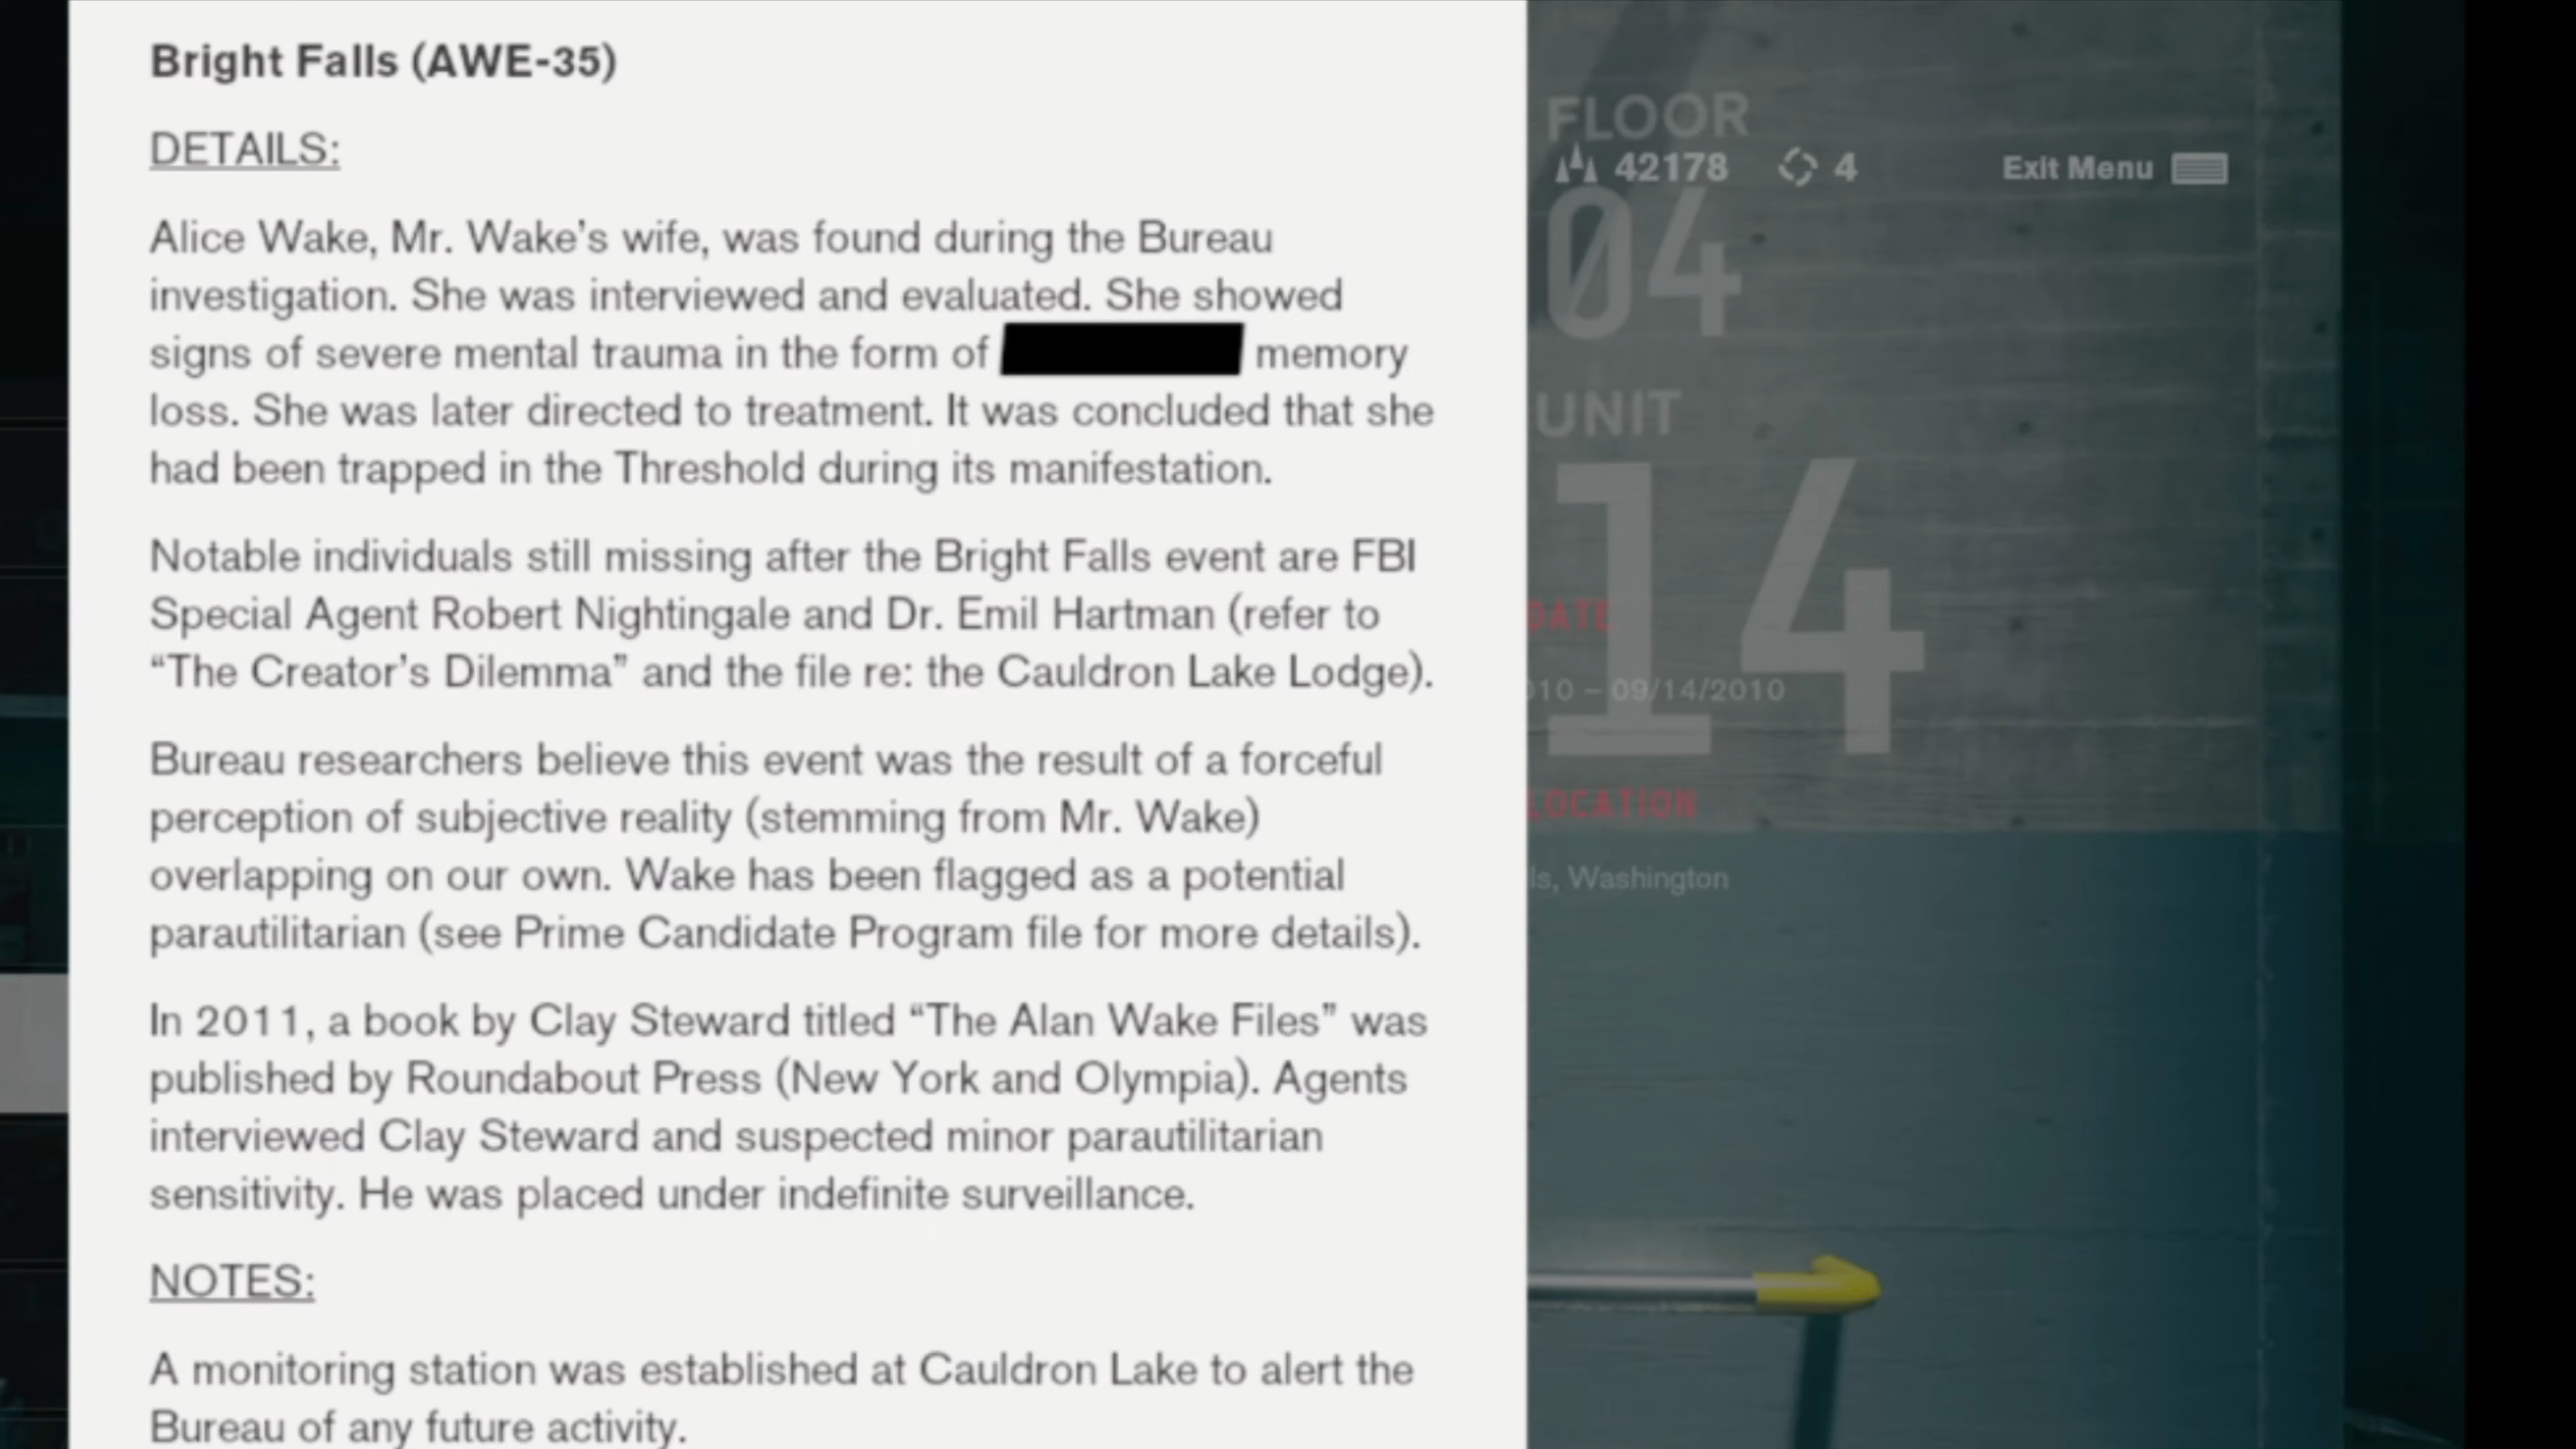 Bright Falls (AWE-35)
DETAILS:
Alice Wake, Mr. Wake's wife, was found during the Bureau
investigation. She was interviewed and evaluated. She showed
signs of severe mental trauma in the form of memory
loss. She was later directed to treatment. It was concluded that she
had been trapped in the Threshold during its manifestation.
Notable individuals still missing after the Bright Falls event are FBI
Special Agent Robert Nightingale and Dr. Emil Hartman (refer to
“The Creator's Dilemma” and the file re: the Cauldron Lake Lodge).
Bureau researchers believe this event was the result of a forceful
perception of subjective reality (stemming from Mr. Wake)
overlapping on our own. Wake has been flagged as a potential
parautilitarian (see Prime Candidate Program file for more details).
In 2011, a book by Clay Steward titled “The Alan Wake Files” was
published by Roundabout Press (New York and Olympia). Agents
interviewed Clay Steward and suspected minor parautilitarian
sensitivity. He was placed under indefinite surveillance.
NOTES:
A monitoring station was established at Cauldron Lake to alert the
Bureau of any future activity.
FLOOR
42178 4 Exit Menu
04
UNIT
14
DATE
010 – 09/14/2010
LOCATION
ls, Washington